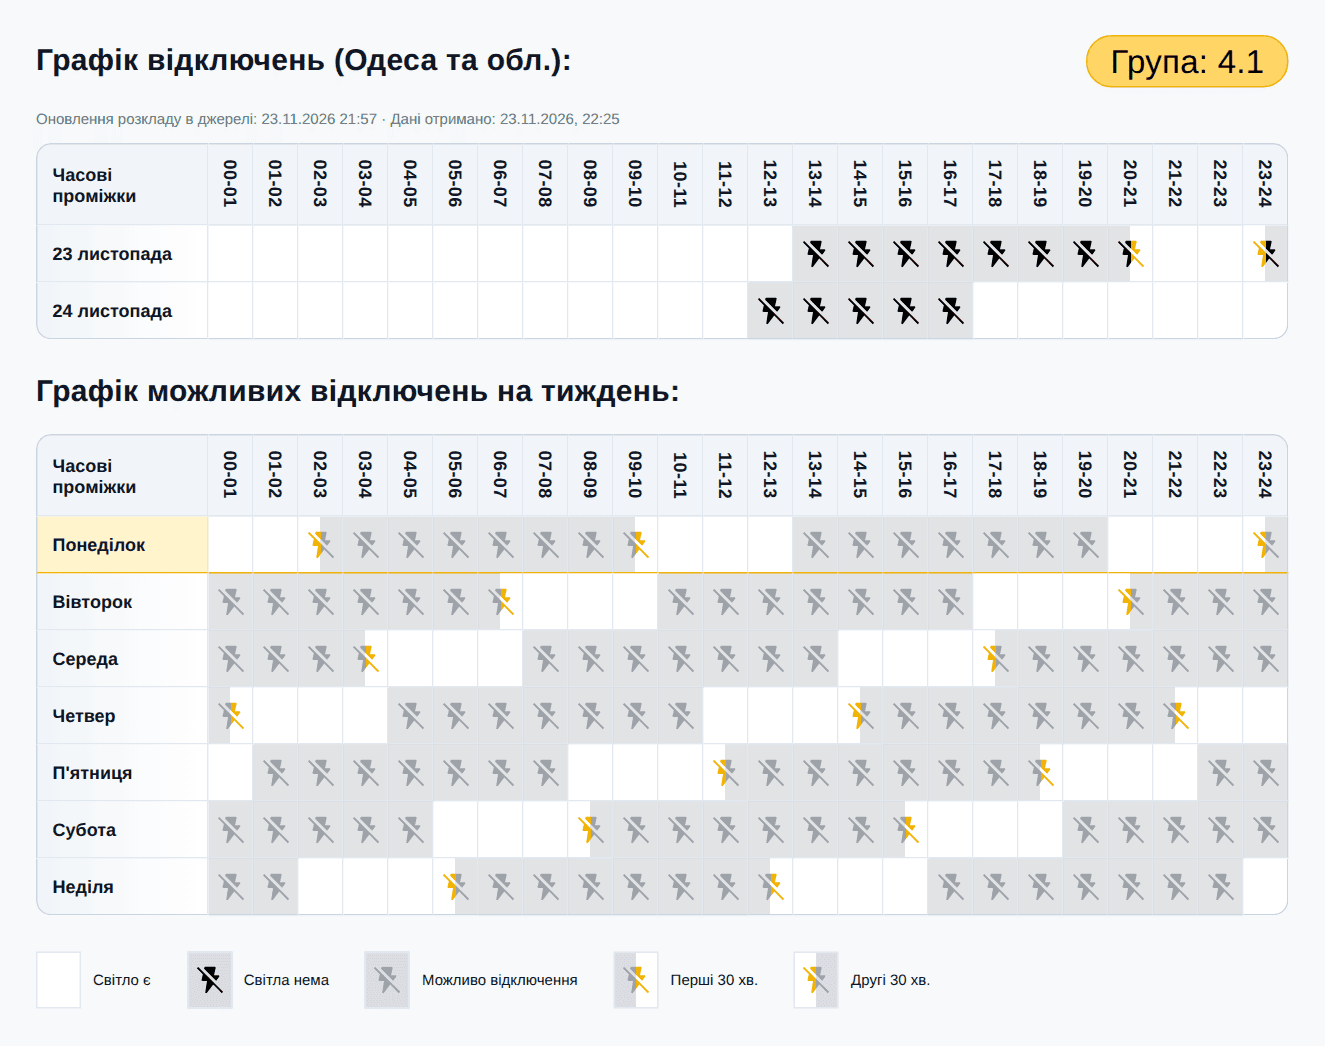 Графік відключень (Одеса та обл.):
Група: 4.1
Оновлення розкладу в джерелі: 23.11.2026 21:57 · Дані отримано: 23.11.2026, 22:25
Часові проміжки 00-01 01-02 02-03 03-04 04-05 05-06 06-07 07-08 08-09 09-10 10-11 11-12 12-13 13-14 14-15 15-16 16-17 17-18 18-19 19-20 20-21 21-22 22-23 23-24
23 листопада
24 листопада
Графік можливих відключень на тиждень:
Часові проміжки 00-01 01-02 02-03 03-04 04-05 05-06 06-07 07-08 08-09 09-10 10-11 11-12 12-13 13-14 14-15 15-16 16-17 17-18 18-19 19-20 20-21 21-22 22-23 23-24
Понеділок
Вівторок
Середа
Четвер
П'ятниця
Субота
Неділя
Світло є Світла нема Можливо відключення Перші 30 хв. Другі 30 хв.